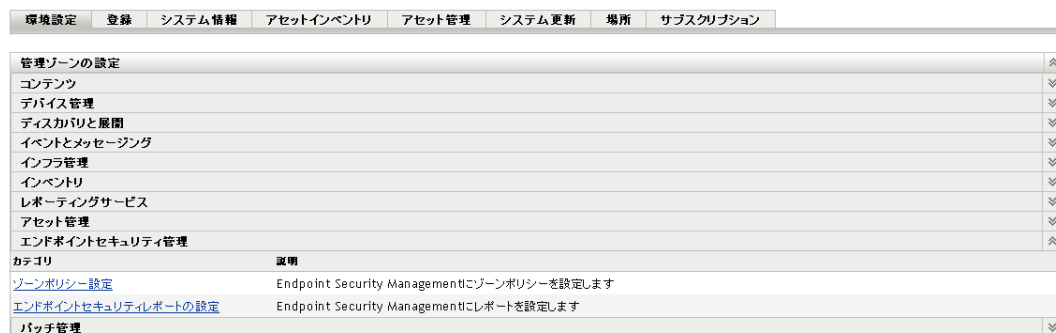 環境設定 登録 システム情報 アセットインベントリ アセット管理 システム更新 場所 サブスクリプション
管理ゾーンの設定
コンテンツ
デバイス管理
ディスカバリと展開
イベントとメッセージング
インフラ管理
インベントリ
レポーティングサービス
アセット管理
エンドポイントセキュリティ管理
カテゴリ 説明
ゾーンポリシー設定 Endpoint Security Managementにゾーンポリシーを設定します
エンドポイントセキュリティレポートの設定 Endpoint Security Managementにレポートを設定します
パッチ管理